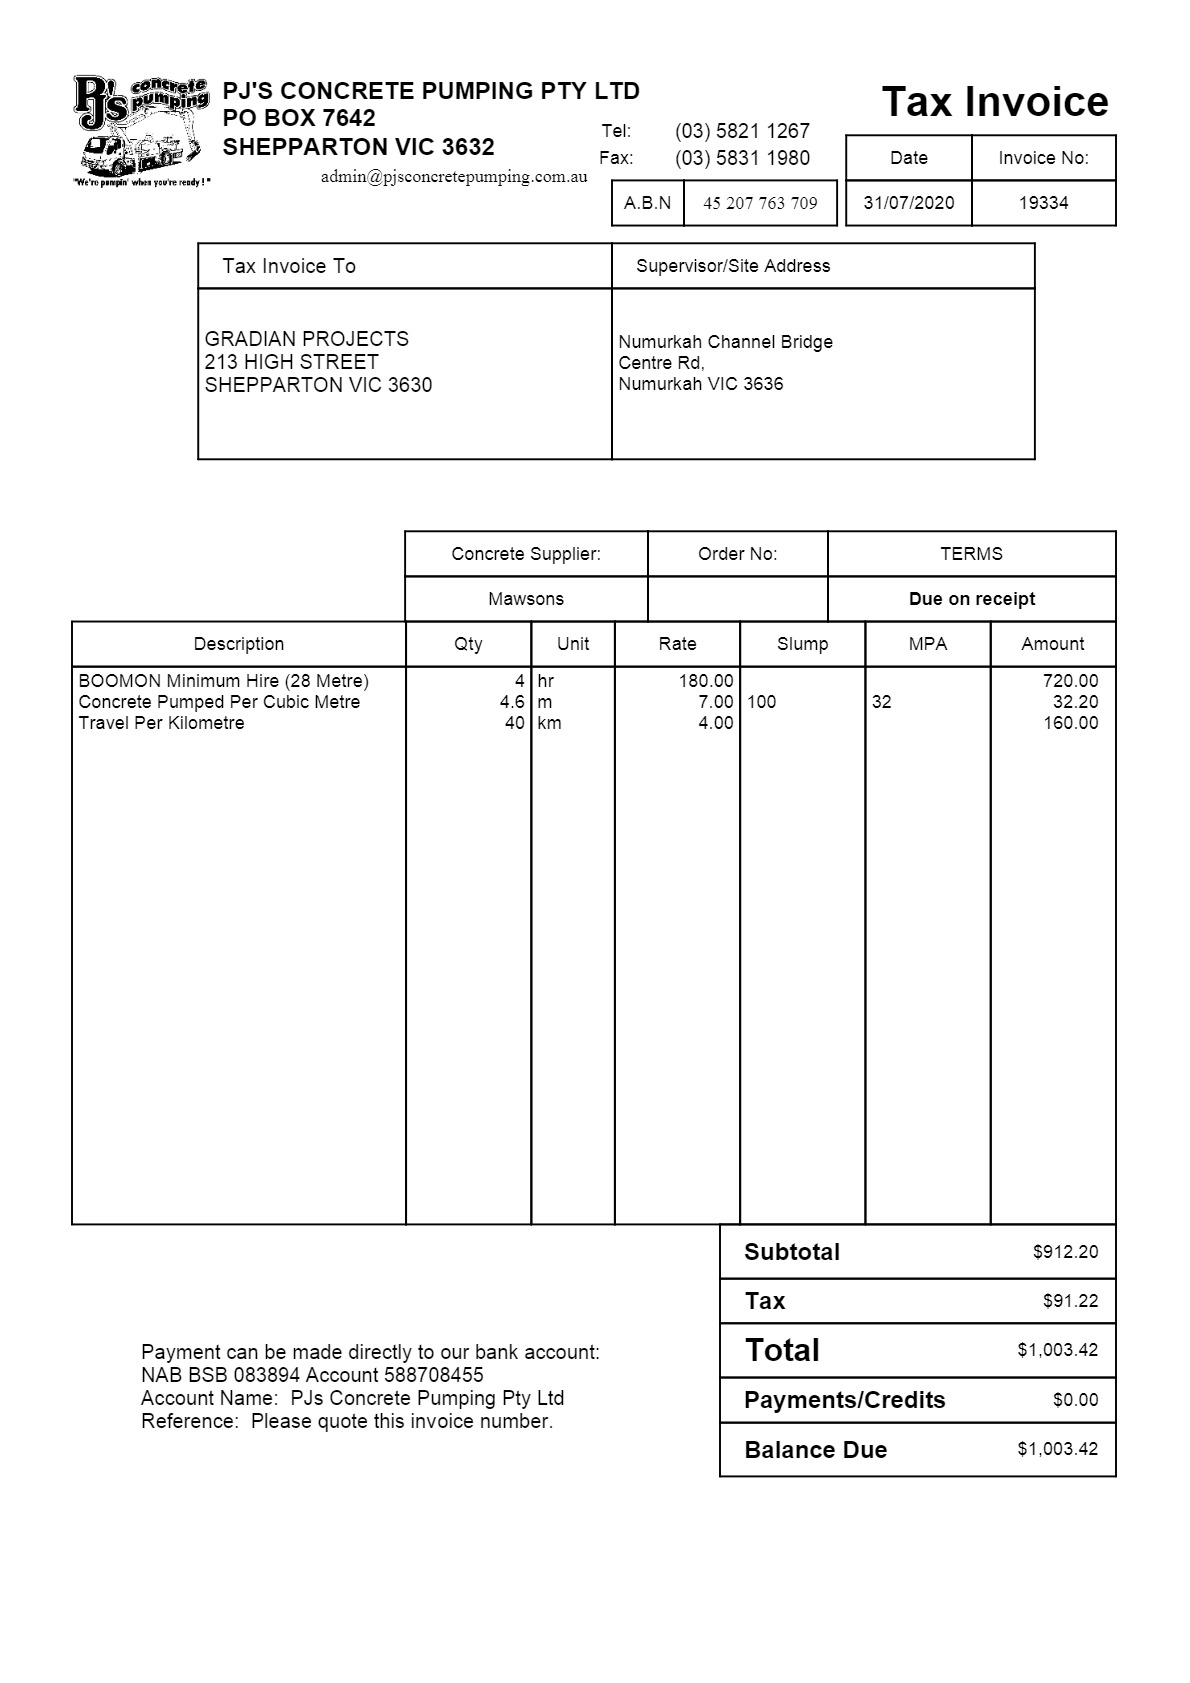 PJ's concrete pumping
"We're pumpin' when you're ready ! "
PJ'S CONCRETE PUMPING PTY LTD
PO BOX 7642
SHEPPARTON VIC 3632
admin@pjsconcretepumping.com.au
Tel: (03) 5821 1267
Fax: (03) 5831 1980
A.B.N 45 207 763 709
Tax Invoice
Date Invoice No:
31/07/2020 19334
Tax Invoice To Supervisor/Site Address
GRADIAN PROJECTS
213 HIGH STREET
SHEPPARTON VIC 3630
Numurkah Channel Bridge
Centre Rd,
Numurkah VIC 3636
Concrete Supplier: Order No: TERMS
Mawsons Due on receipt
Description Qty Unit Rate Slump MPA Amount
BOOMON Minimum Hire (28 Metre) 4 hr 180.00 720.00
Concrete Pumped Per Cubic Metre 4.6 m 7.00 100 32 32.20
Travel Per Kilometre 40 km 4.00 160.00
Subtotal $912.20
Tax $91.22
Total $1,003.42
Payments/Credits $0.00
Balance Due $1,003.42
Payment can be made directly to our bank account:
NAB BSB 083894 Account 588708455
Account Name:  PJs Concrete Pumping Pty Ltd
Reference:  Please quote this invoice number.